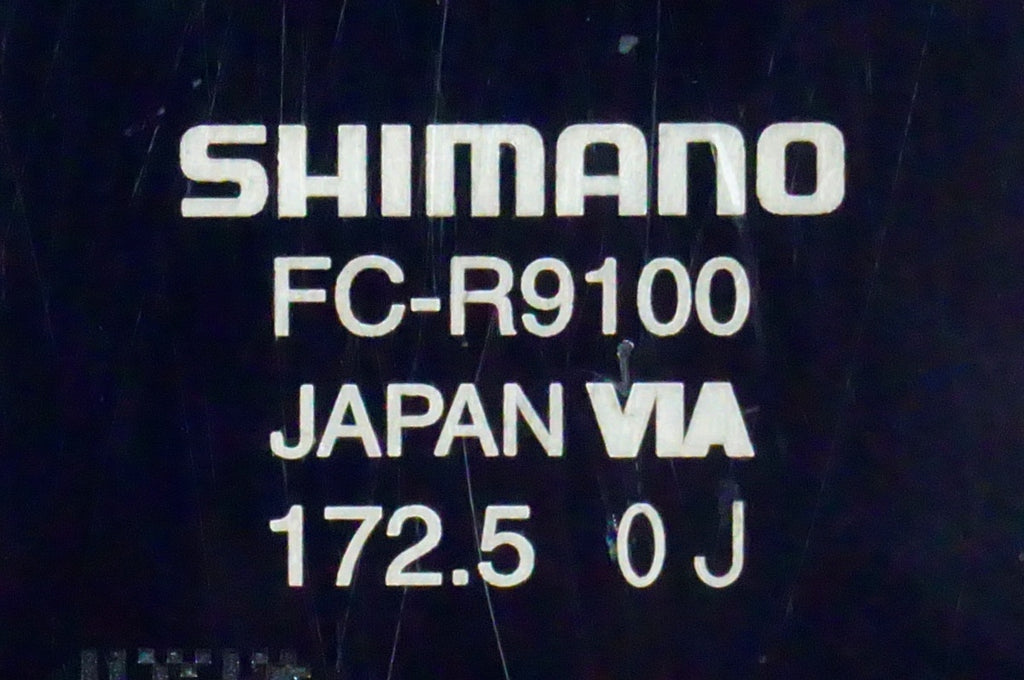 SHIMANO
FC-R9100
JAPAN VIA
172.5 0J